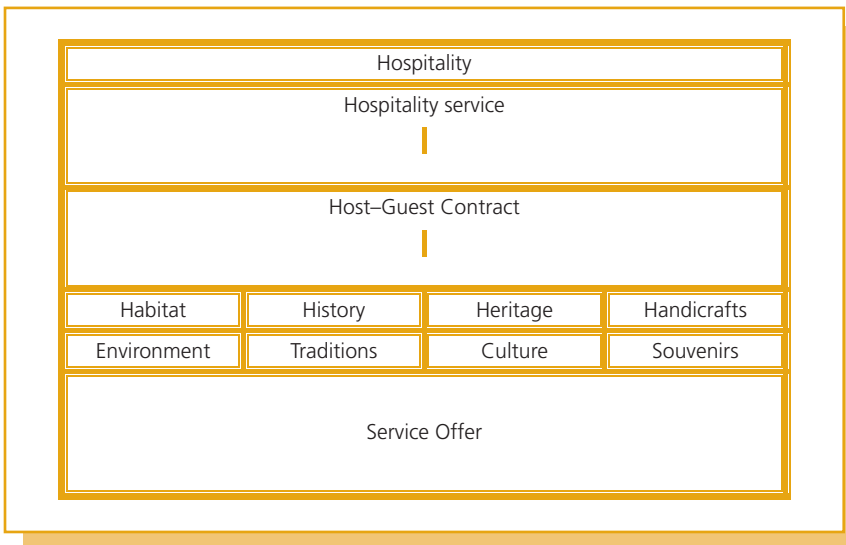 Hospitality
Hospitality service
Host–Guest Contract
Habitat History Heritage Handicrafts
Environment Traditions Culture Souvenirs
Service Offer